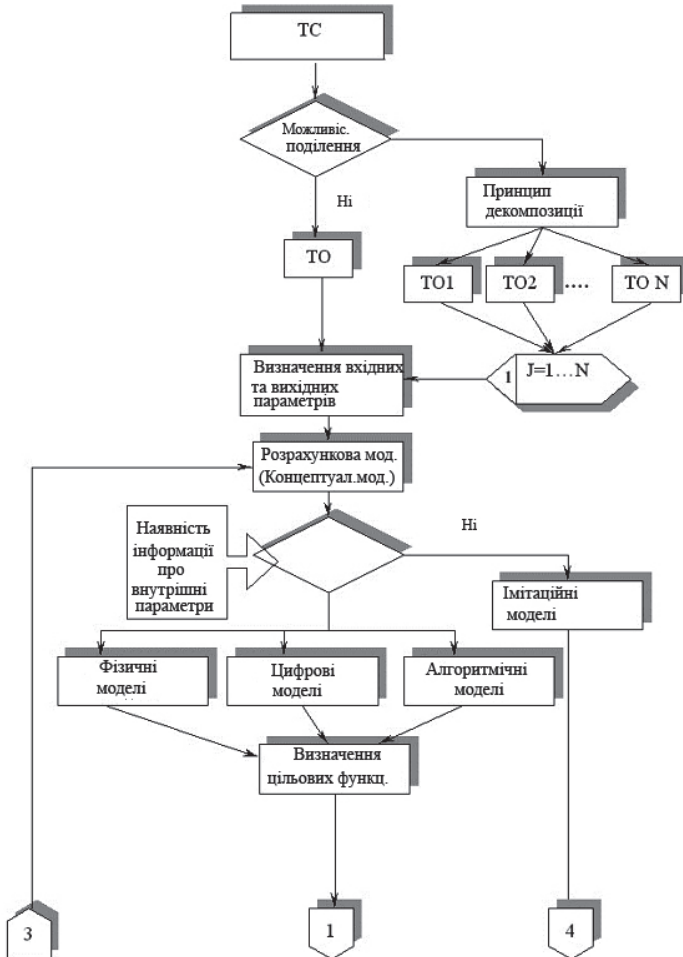 ТС
Можливіс.
поділення
Ні
Принцип
декомпозиції
ТО
ТО1
ТО2
....
ТО N
Визначення вхідних
та вихідних
параметрів
1
J=1…N
Розрахункова мод.
(Концептуал.мод.)
Наявність
інформації
про
внутрішні
параметри
Ні
Імітаційні
моделі
Фізичні
моделі
Цифрові
моделі
Алгоритмічні
моделі
Визначення
цільових функц.
3
1
4